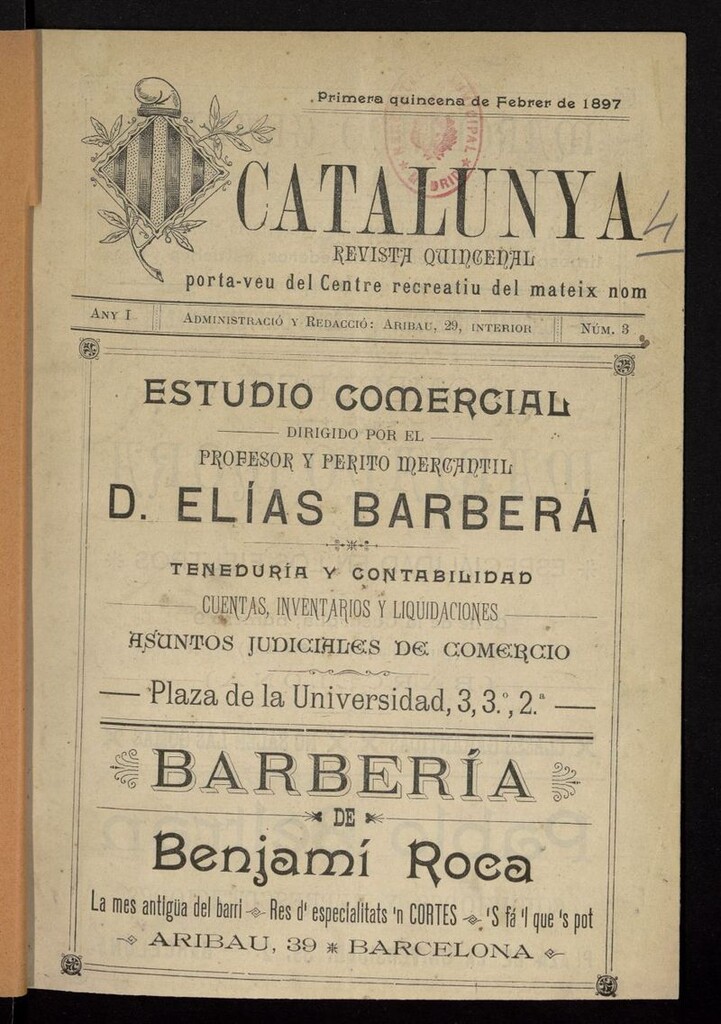 Primera quincena de Febrer de 1897
CATALUNYA
4
REVISTA QUINCENAL
porta-veu del Centre recreatiu del mateix nom
ANY I
ADMINISTRACIÓ Y REDACCIÓ: ARIBAU, 29, INTERIOR
NÚM. 3
ESTUDIO COMERCIAL
DIRIGIDO POR EL
PROFESOR Y PERITO MERCANTIL
D. ELÍAS BARBERÁ
TENEDURÍA Y CONTABILIDAD
CUENTAS, INVENTARIOS Y LIQUIDACIONES
ASUNTOS JUDICIALES DE COMERCIO
Plaza de la Universidad, 3, 3.º, 2.ª
BARBERÍA
DE
Benjamí Roca
La mes antigüa del barri Res d' especialitats 'n CORTES 'S fá 'l que 's pot
ARIBAU, 39 * BARCELONA
MADRID